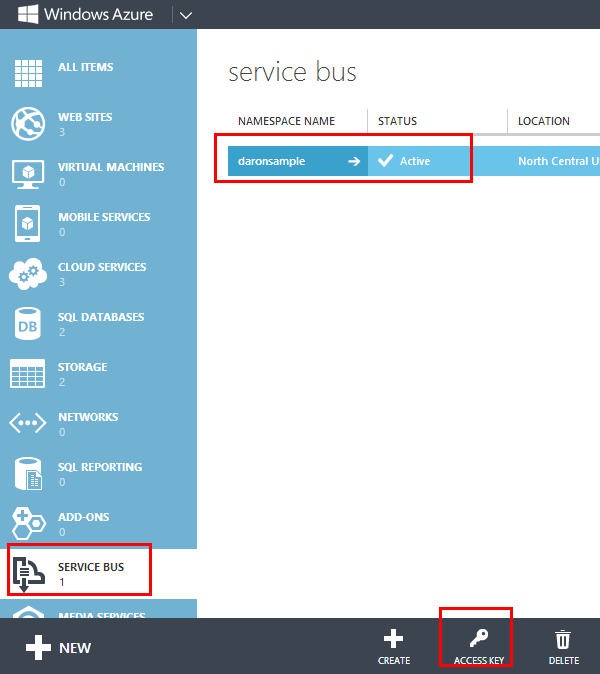 Windows Azure
ALL ITEMS
WEB SITES
3
VIRTUAL MACHINES
0
MOBILE SERVICES
0
CLOUD SERVICES
3
SQL DATABASES
2
DB
STORAGE
2
NETWORKS
0
SQL REPORTING
0
ADD-ONS
0
SERVICE BUS
1
MEDIA SERVICES
service bus
NAMESPACE NAME STATUS LOCATION
daronsample Active North Central U
NEW
CREATE ACCESS KEY DELETE